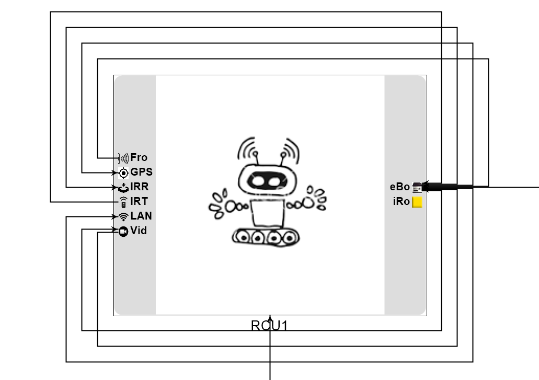 Fro
GPS
IRR
IRT
LAN
Vid
eBo
iRo
RCU1